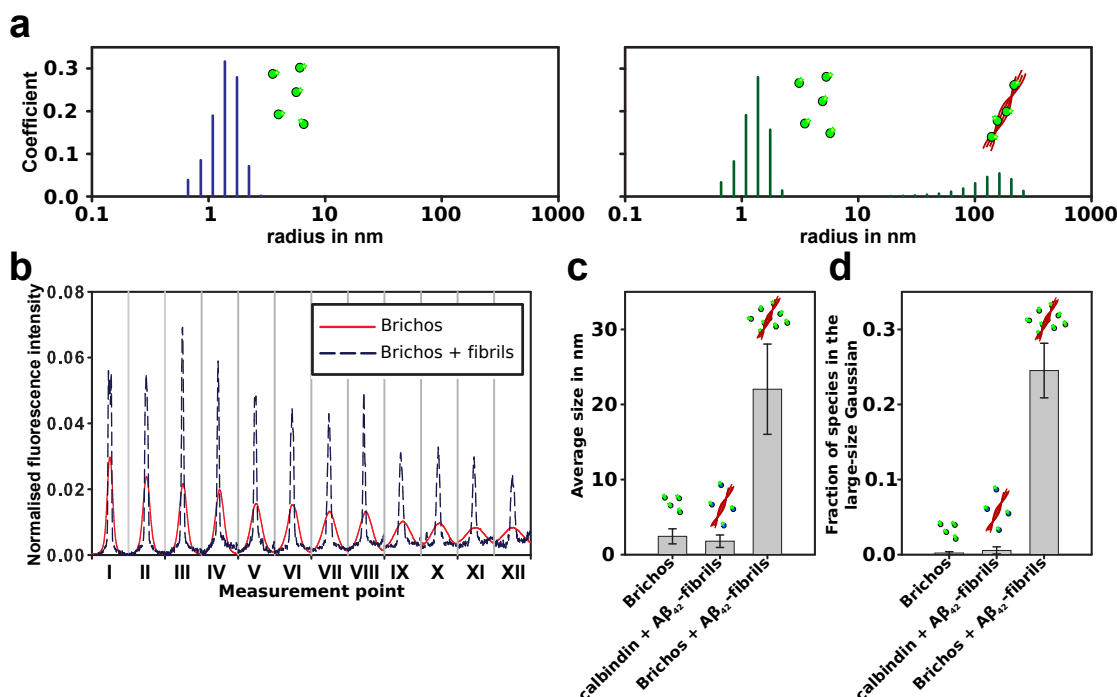 a
Coefficient
0.3
0.2
0.1
0.0
0.1 1 10 100 1000
radius in nm
0.1 1 10 100 1000
radius in nm
b
Normalised fluorescence intensity
0.08
0.06
0.04
0.02
0.00
Brichos
Brichos + fibrils
I II III IV V VI VII VIII IX X XI XII
Measurement point
c
Average size in nm
30
20
10
0
Brichos
calbindin + Aβ₄₂-fibrils
Brichos + Aβ₄₂-fibrils
d
Fraction of species in the
large-size Gaussian
0.3
0.2
0.1
0.0
Brichos
calbindin + Aβ₄₂-fibrils
Brichos + Aβ₄₂-fibrils